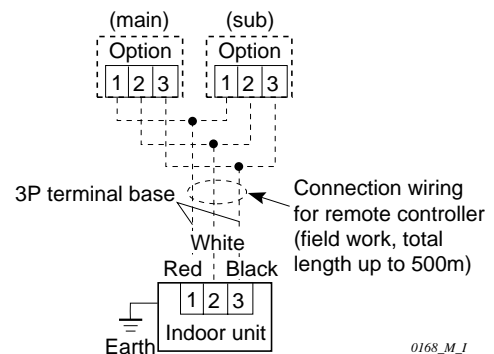 (main) (sub)
Option Option
1 2 3 1 2 3
3P terminal base
Connection wiring
for remote controller
(field work, total
length up to 500m)
White
Red Black
1 2 3
Indoor unit
Earth
0168_M_I